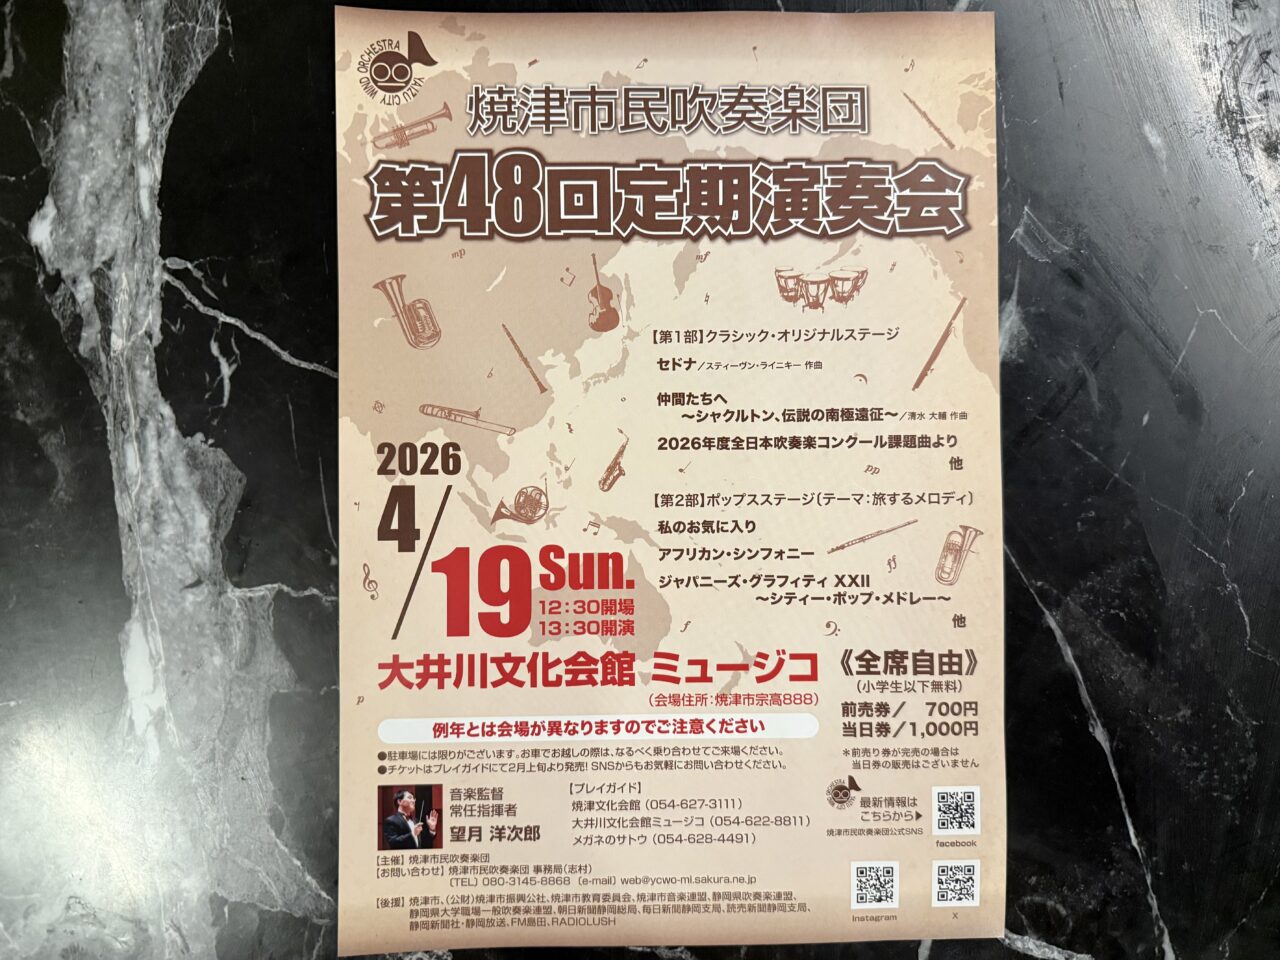 YAIZU CITY WIND ORCHESTRA
焼津市民吹奏楽団
第48回定期演奏会
mp
mf
【第1部】クラシック・オリジナルステージ
セドナ／スティーヴン・ライニキー 作曲
仲間たちへ
～シャクルトン、伝説の南極遠征～／清水 大輔 作曲
2026年度全日本吹奏楽コンクール課題曲より
他
pp
【第2部】ポップスステージ〔テーマ：旅するメロディ〕
私のお気に入り
アフリカン・シンフォニー
ff
ジャパニーズ・グラフィティ XXII
～シティー・ポップ・メドレー～
他
f
p
2026
4/19 Sun.
12：30開場
13：30開演
大井川文化会館 ミュージコ
（会場住所：焼津市宗高888）
《全席自由》
（小学生以下無料）
前売券／ 700円
当日券／1,000円
＊前売り券が完売の場合は
当日券の販売はございません
例年とは会場が異なりますのでご注意ください
●駐車場には限りがございます。お車でお越しの際は、なるべく乗り合わせてご来場ください。
●チケットはプレイガイドにて2月上旬より発売！SNSからもお気軽にお問い合わせください。
音楽監督
常任指揮者
望月 洋次郎
【プレイガイド】
焼津文化会館（054-627-3111）
大井川文化会館ミュージコ（054-622-8811）
メガネのサトウ（054-628-4491）
最新情報は
こちらから▶
焼津市民吹奏楽団公式SNS
facebook
Instagram
X
【主催】焼津市民吹奏楽団
【お問い合わせ】焼津市民吹奏楽団 事務局（志村）
〔TEL〕080-3145-8868〔e-mail〕web@ycwo-mi.sakura.ne.jp
【後援】焼津市、（公財）焼津市振興公社、焼津市教育委員会、焼津市音楽連盟、静岡県吹奏楽連盟、
静岡県大学職場一般吹奏楽連盟、朝日新聞静岡総局、毎日新聞静岡支局、読売新聞静岡支局、
静岡新聞社・静岡放送、FM島田、RADIOLUSH